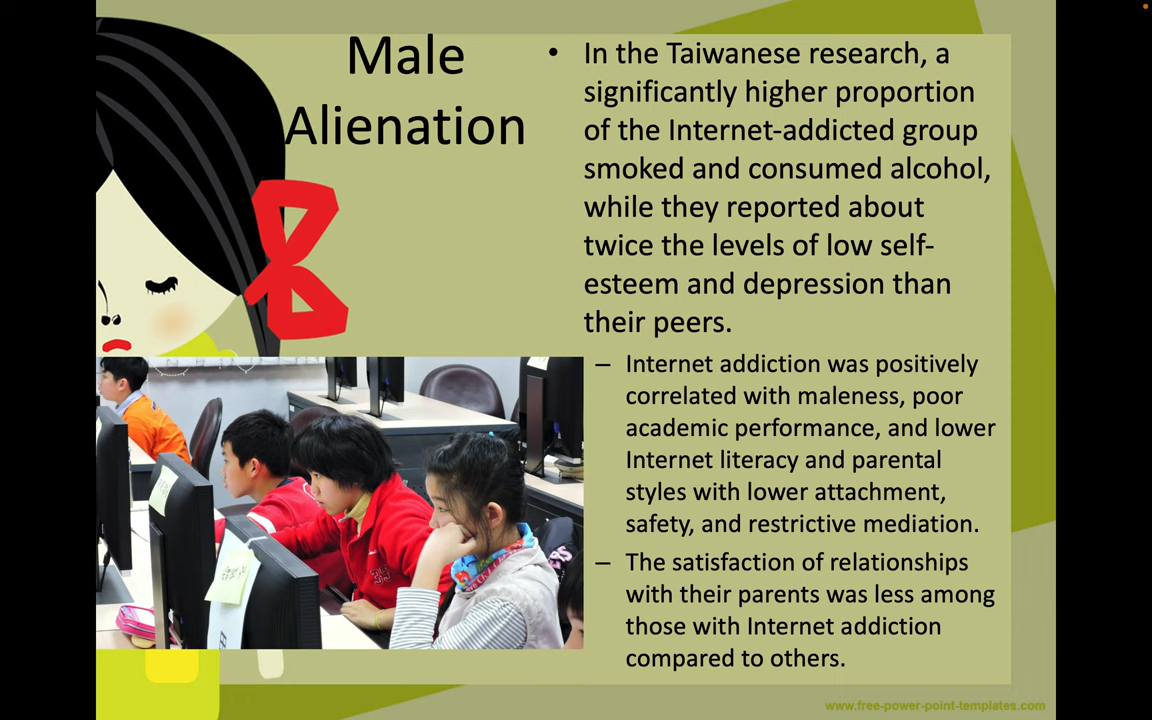 Male
Alienation
• In the Taiwanese research, a
significantly higher proportion
of the Internet-addicted group
smoked and consumed alcohol,
while they reported about
twice the levels of low self-
esteem and depression than
their peers.
– Internet addiction was positively
correlated with maleness, poor
academic performance, and lower
Internet literacy and parental
styles with lower attachment,
safety, and restrictive mediation.
– The satisfaction of relationships
with their parents was less among
those with Internet addiction
compared to others.
www.free-power-point-templates.com